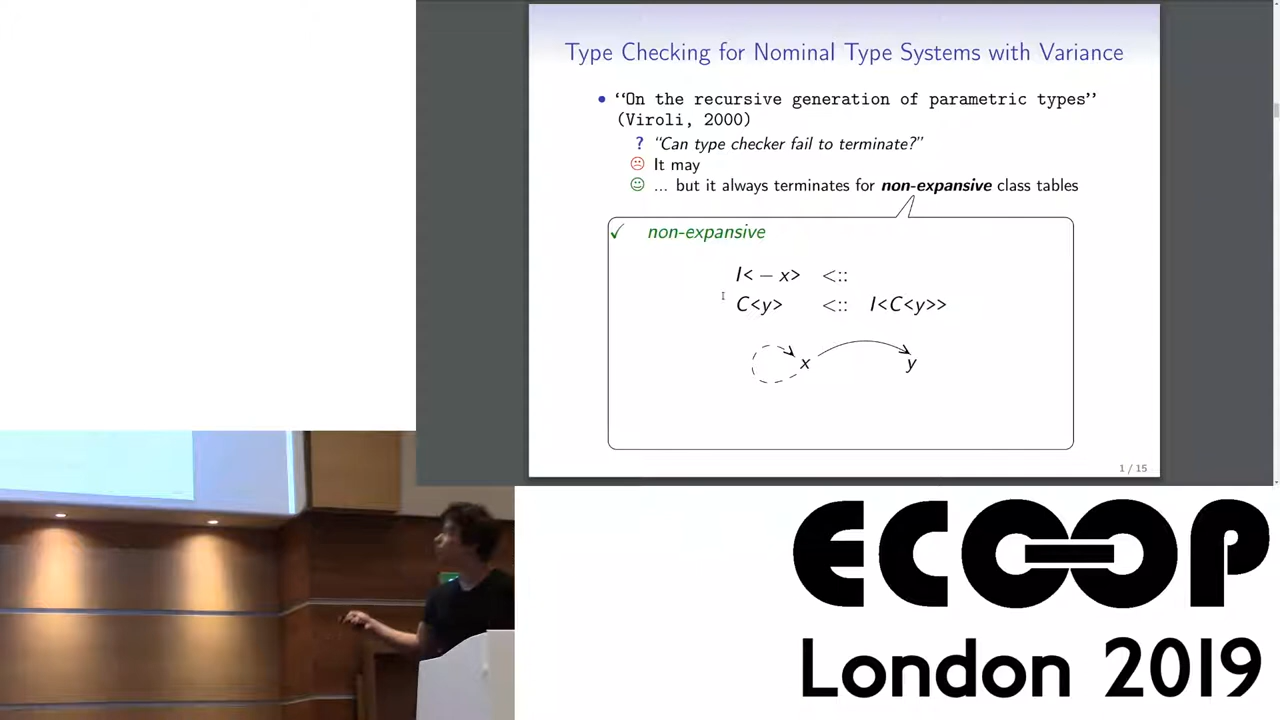 Type Checking for Nominal Type Systems with Variance
• “On the recursive generation of parametric types”
(Viroli, 2000)
? “Can type checker fail to terminate?”
☹ It may
☺ ... but it always terminates for non-expansive class tables
✓ non-expansive
I<− x> <::
C<y> <:: I<C<y>>
x y
1 / 15
ECOOP
London 2019